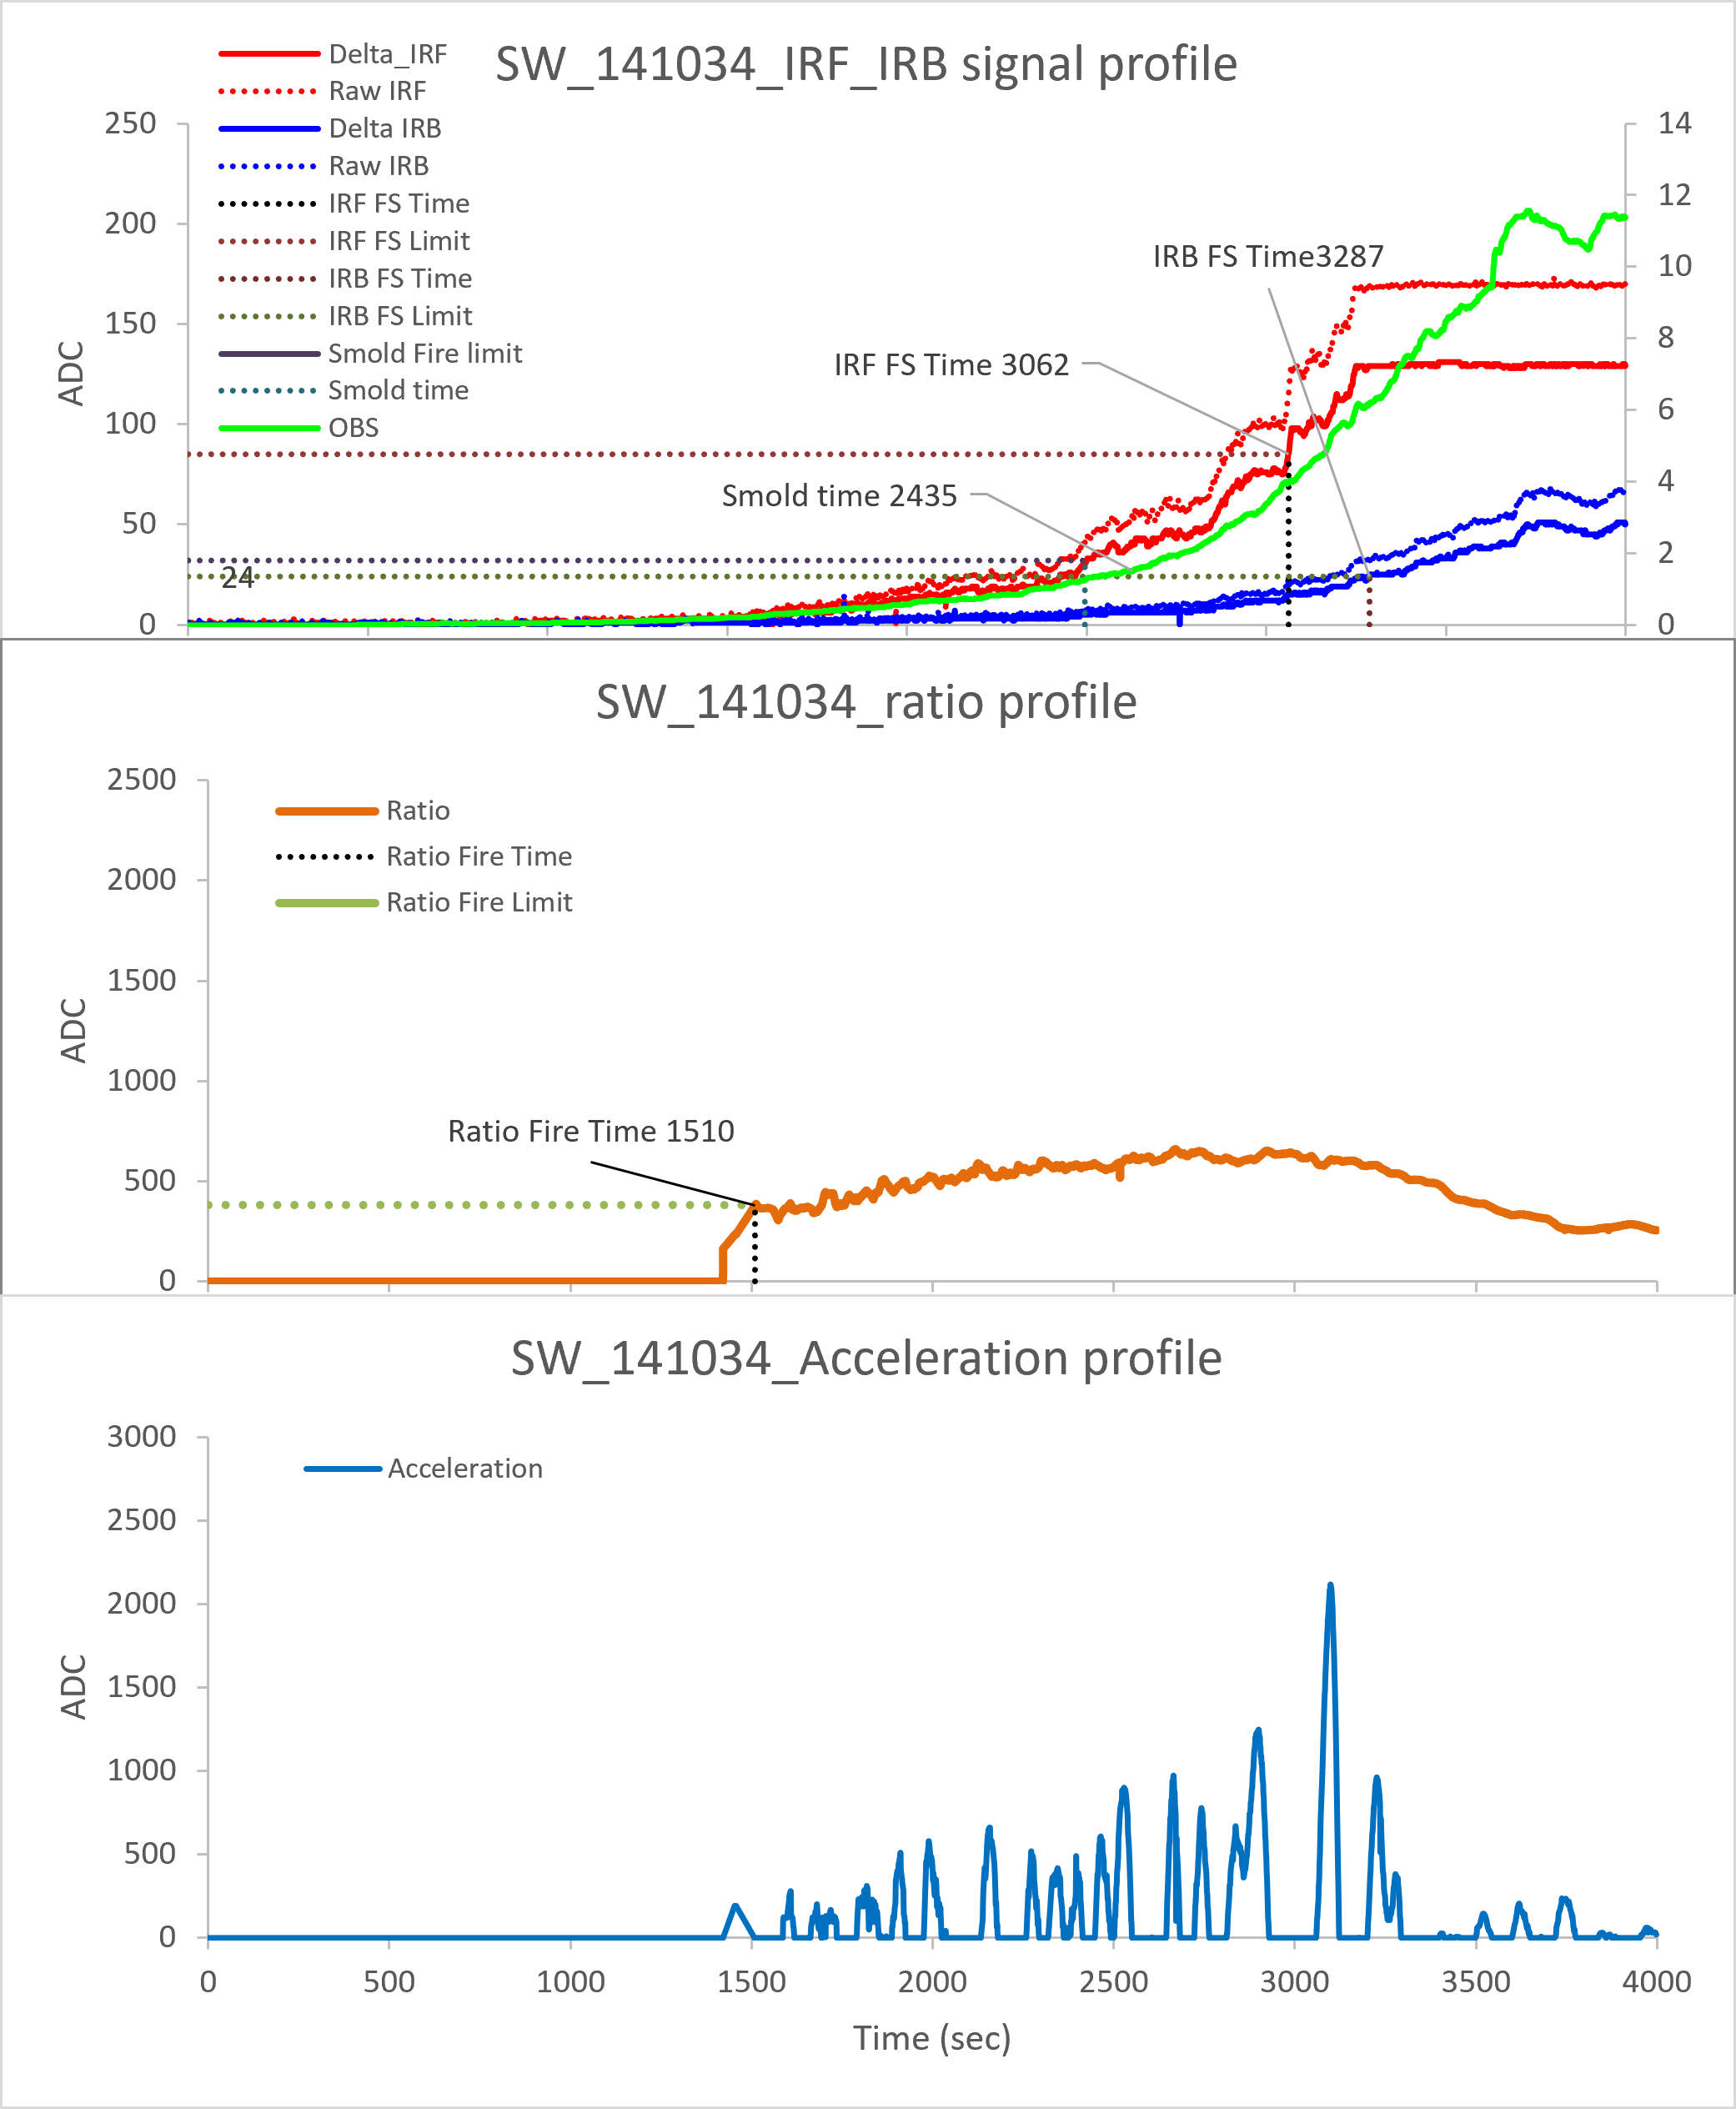 SW_141034_IRF_IRB signal profile
Delta_IRF
Raw IRF
Delta IRB
Raw IRB
IRF FS Time
IRF FS Limit
IRB FS Time
IRB FS Limit
Smold Fire limit
Smold time
OBS
250
200
150
100
50
0
ADC
14
12
10
8
6
4
2
0
IRB FS Time3287
IRF FS Time 3062
Smold time 2435
24
SW_141034_ratio profile
2500
2000
1500
1000
500
0
ADC
Ratio
Ratio Fire Time
Ratio Fire Limit
Ratio Fire Time 1510
SW_141034_Acceleration profile
3000
2500
2000
1500
1000
500
0
ADC
Acceleration
0 500 1000 1500 2000 2500 3000 3500 4000
Time (sec)